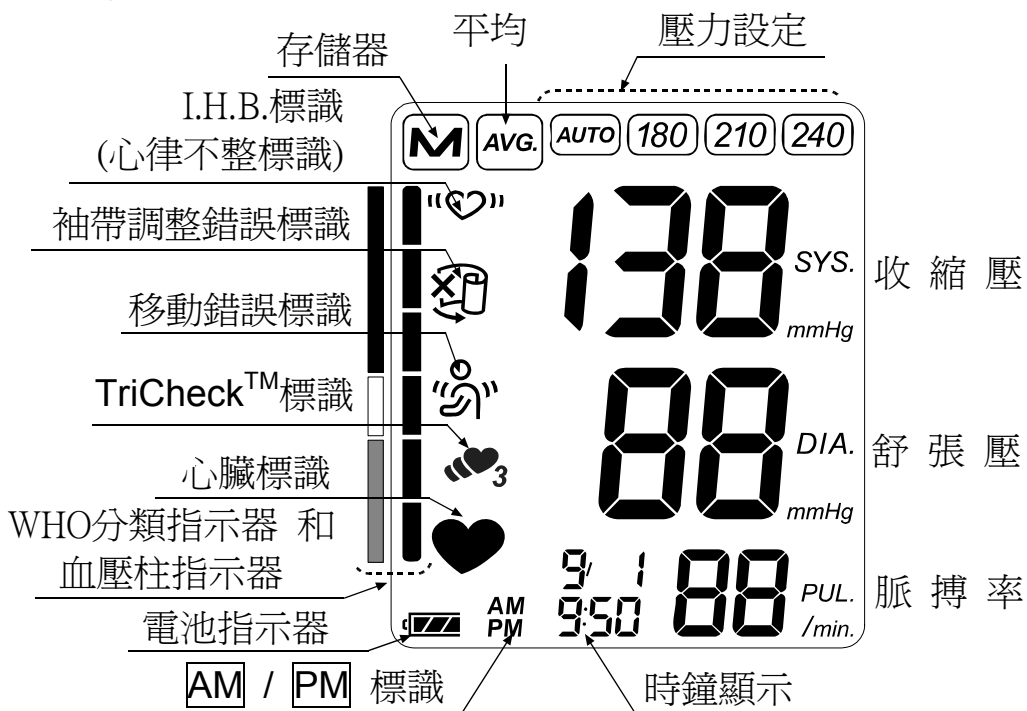 平均
壓力設定
存儲器
I.H.B.標識
(心律不整標識)
M AVG. AUTO 180 210 240
袖帶調整錯誤標識
138 SYS. mmHg
收縮壓
移動錯誤標識
TriCheck™標識
88 DIA. mmHg
舒張壓
3
心臟標識
WHO分類指示器 和
血壓柱指示器
9/ 1
88 PUL. /min.
脈搏率
AM
PM
9:50
電池指示器
AM / PM 標識
時鐘顯示